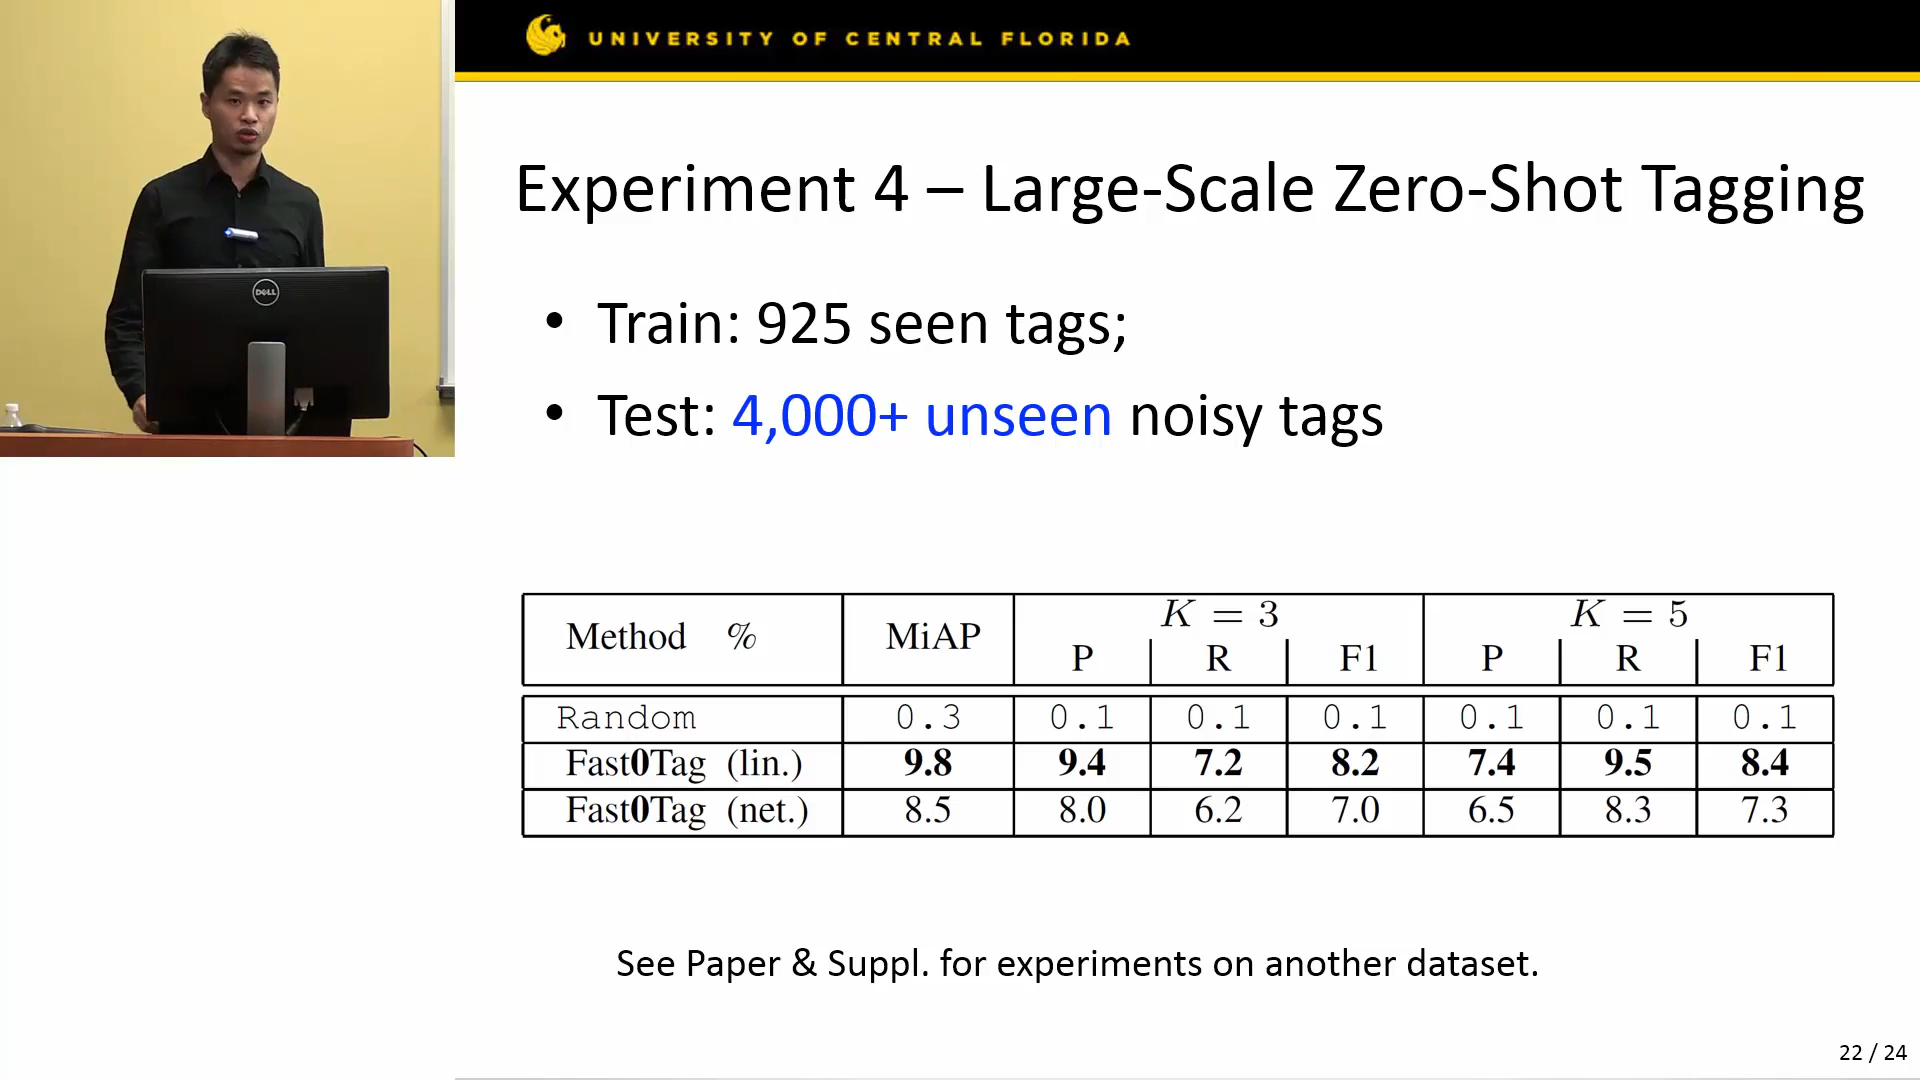 UNIVERSITY OF CENTRAL FLORIDA
Experiment 4 – Large-Scale Zero-Shot Tagging
• Train: 925 seen tags;
• Test: 4,000+ unseen noisy tags
Method % MiAP K = 3 K = 5
P R F1 P R F1
Random 0.3 0.1 0.1 0.1 0.1 0.1 0.1
Fast0Tag (lin.) 9.8 9.4 7.2 8.2 7.4 9.5 8.4
Fast0Tag (net.) 8.5 8.0 6.2 7.0 6.5 8.3 7.3
See Paper & Suppl. for experiments on another dataset.
22 / 24
DELL